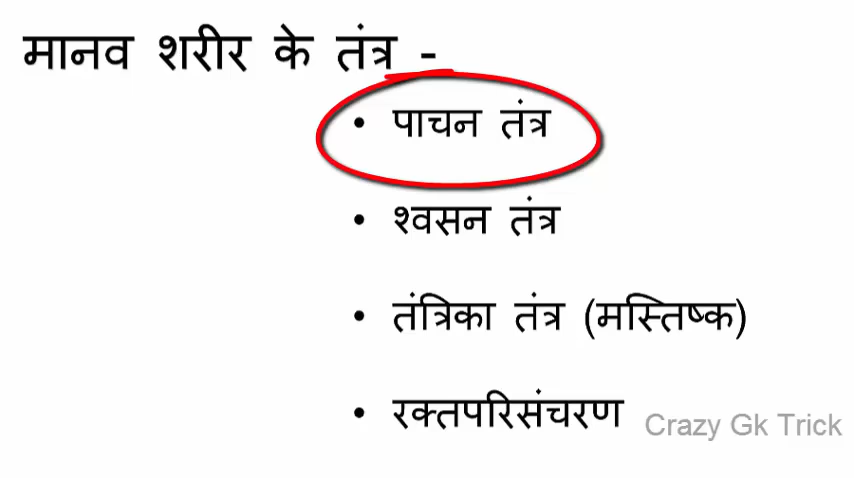 मानव शरीर के तंत्र -
• पाचन तंत्र
• श्वसन तंत्र
• तंत्रिका तंत्र (मस्तिष्क)
• रक्तपरिसंचरण
Crazy Gk Trick